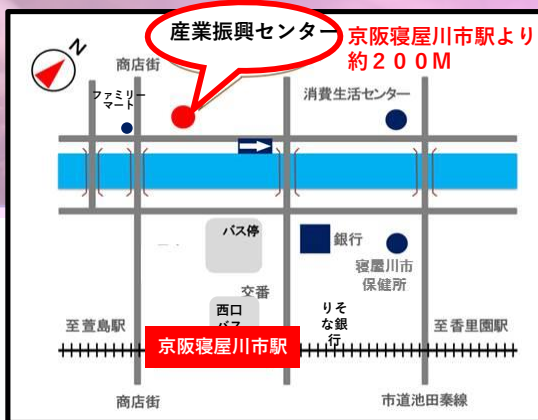 産業振興センター
京阪寝屋川市駅より
約２００Ｍ
N
商店街
ファミリー
マート
消費生活センター
バス停
銀行
寝屋川市
保健所
交番
西口
バス
りそ
な銀
行
至萱島駅
京阪寝屋川市駅
至香里園駅
商店街
市道池田秦線